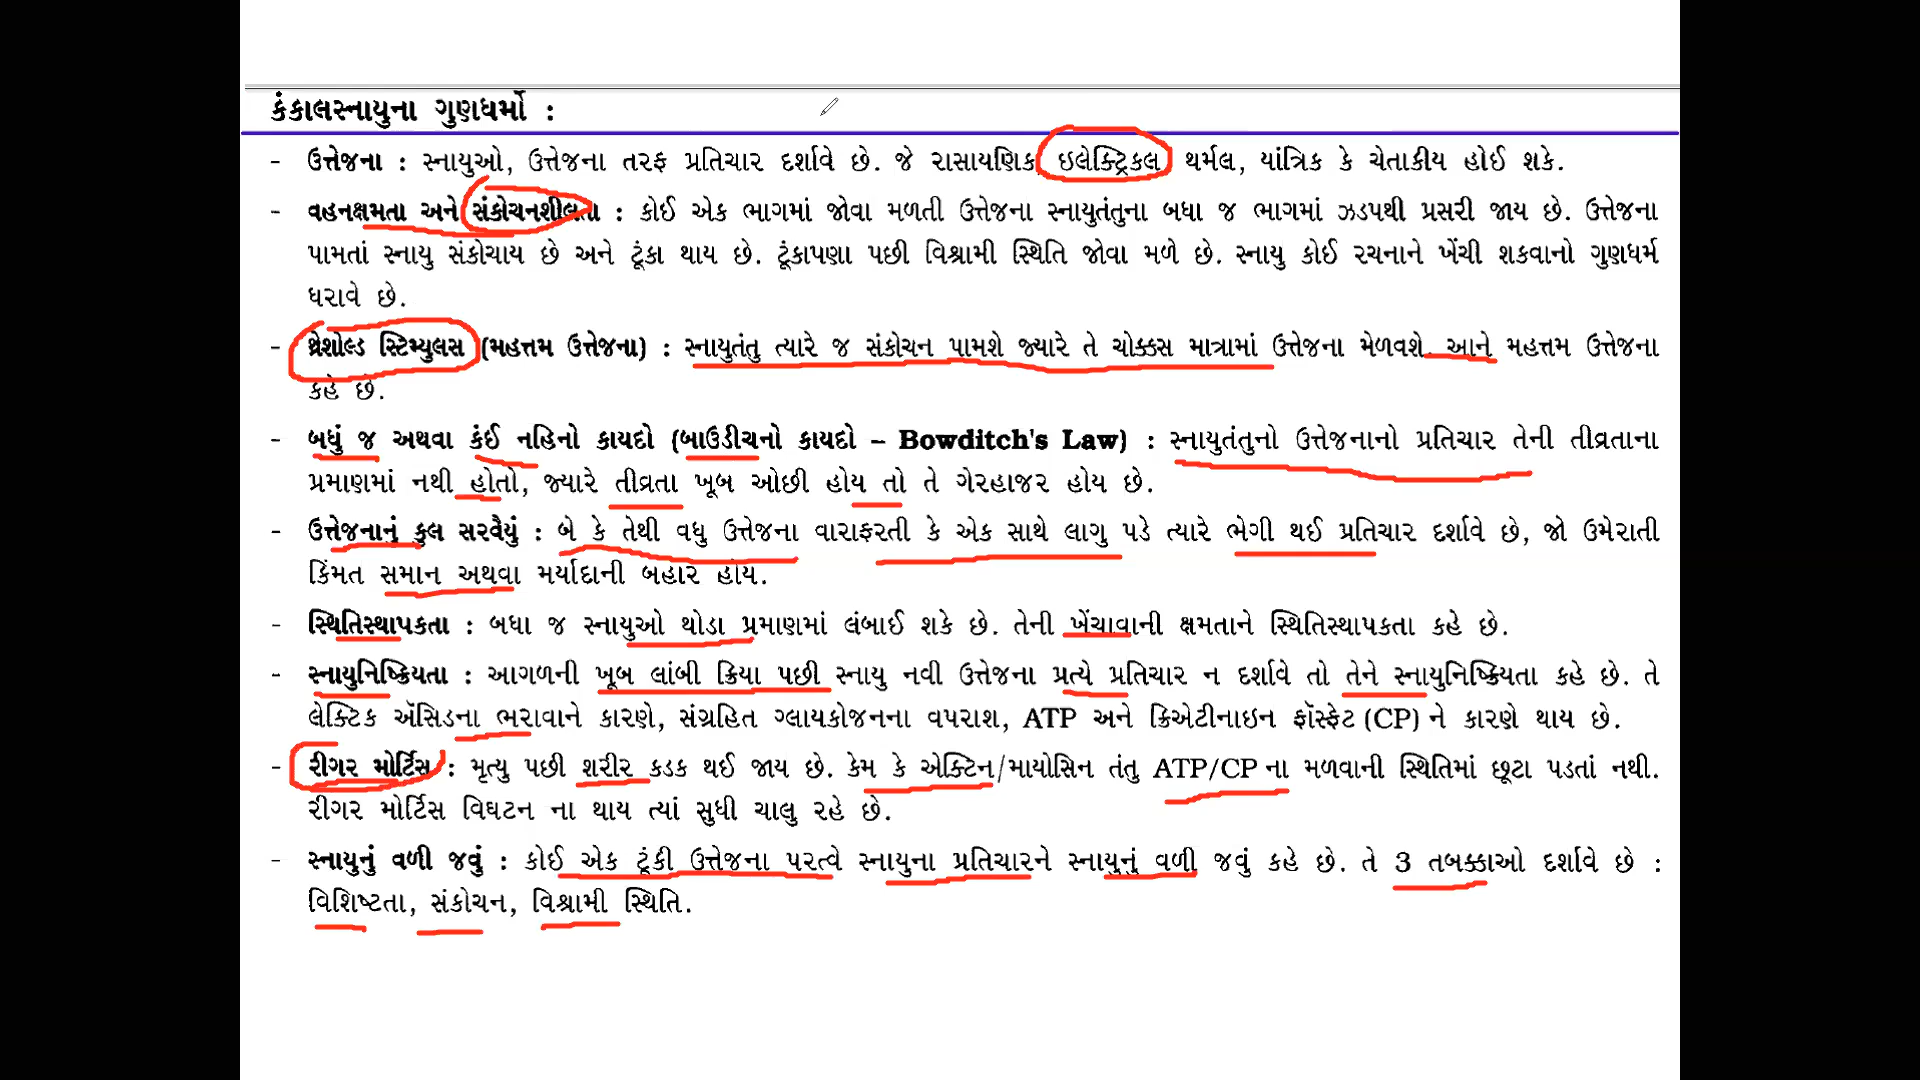 કંકાલસ્નાયુના ગુણધર્મો :
- ઉત્તેજના : સ્નાયુઓ, ઉત્તેજના તરફ પ્રતિચાર દર્શાવે છે. જે રાસાયણિક ઇલેક્ટ્રિકલ થર્મલ, યાંત્રિક કે ચેતાકીય હોઈ શકે.
- વહનક્ષમતા અને સંકોચનશીલતા : કોઈ એક ભાગમાં જોવા મળતી ઉત્તેજના સ્નાયુતંતુના બધા જ ભાગમાં ઝડપથી પ્રસરી જાય છે. ઉત્તેજના
પામતાં સ્નાયુ સંકોચાય છે અને ટૂંકા થાય છે. ટૂંકાપણા પછી વિશ્રામી સ્થિતિ જોવા મળે છે. સ્નાયુ કોઈ રચનાને ખેંચી શકવાનો ગુણધર્મ
ધરાવે છે.
- થ્રેશોલ્ડ સ્ટિમ્યુલસ (મહત્તમ ઉત્તેજના) : સ્નાયુતંતુ ત્યારે જ સંકોચન પામશે જ્યારે તે ચોક્કસ માત્રામાં ઉત્તેજના મેળવશે. આને મહત્તમ ઉત્તેજના
કહે છે.
- બધું જ અથવા કંઈ નહિનો કાયદો (બાઉડીચનો કાયદો – Bowditch's Law) : સ્નાયુતંતુનો ઉત્તેજનાનો પ્રતિચાર તેની તીવ્રતાના
પ્રમાણમાં નથી હોતો, જ્યારે તીવ્રતા ખૂબ ઓછી હોય તો તે ગેરહાજર હોય છે.
- ઉત્તેજનાનું કુલ સરવૈયું : બે કે તેથી વધુ ઉત્તેજના વારાફરતી કે એક સાથે લાગુ પડે ત્યારે ભેગી થઈ પ્રતિચાર દર્શાવે છે, જો ઉમેરાતી
કિંમત સમાન અથવા મર્યાદાની બહાર હોય.
- સ્થિતિસ્થાપકતા : બધા જ સ્નાયુઓ થોડા પ્રમાણમાં લંબાઈ શકે છે. તેની ખેંચાવાની ક્ષમતાને સ્થિતિસ્થાપકતા કહે છે.
- સ્નાયુનિષ્ક્રિયતા : આગળની ખૂબ લાંબી ક્રિયા પછી સ્નાયુ નવી ઉત્તેજના પ્રત્યે પ્રતિચાર ન દર્શાવે તો તેને સ્નાયુનિષ્ક્રિયતા કહે છે. તે
લેક્ટિક ઍસિડના ભરાવાને કારણે, સંગ્રહિત ગ્લાયકોજનના વપરાશ, ATP અને ક્રિએટીનાઇન ફૉસ્ફેટ (CP) ને કારણે થાય છે.
- રીગર મોર્ટિસ : મૃત્યુ પછી શરીર કડક થઈ જાય છે. કેમ કે એક્ટિન/માયોસિન તંતુ ATP/CP ના મળવાની સ્થિતિમાં છૂટા પડતાં નથી.
રીગર મોર્ટિસ વિઘટન ના થાય ત્યાં સુધી ચાલુ રહે છે.
- સ્નાયુનું વળી જવું : કોઈ એક ટૂંકી ઉત્તેજના પરત્વે સ્નાયુના પ્રતિચારને સ્નાયુનું વળી જવું કહે છે. તે 3 તબક્કાઓ દર્શાવે છે :
વિશિષ્ટતા, સંકોચન, વિશ્રામી સ્થિતિ.